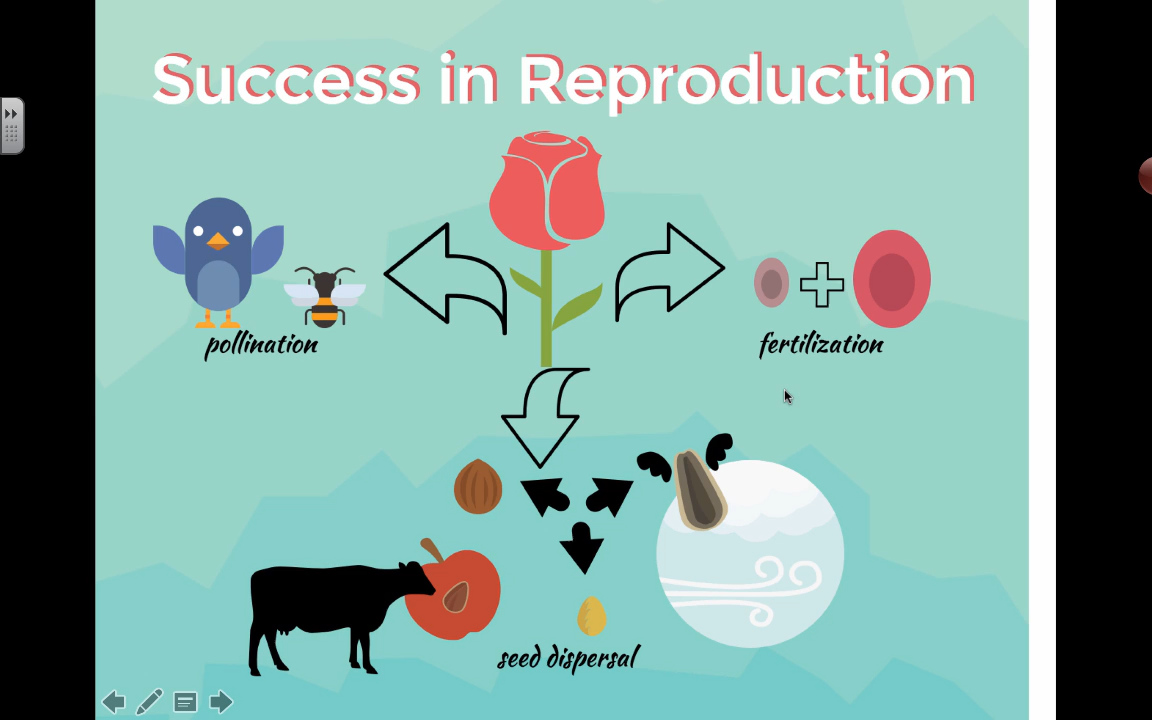 Success in Reproduction
pollination
fertilization
seed dispersal